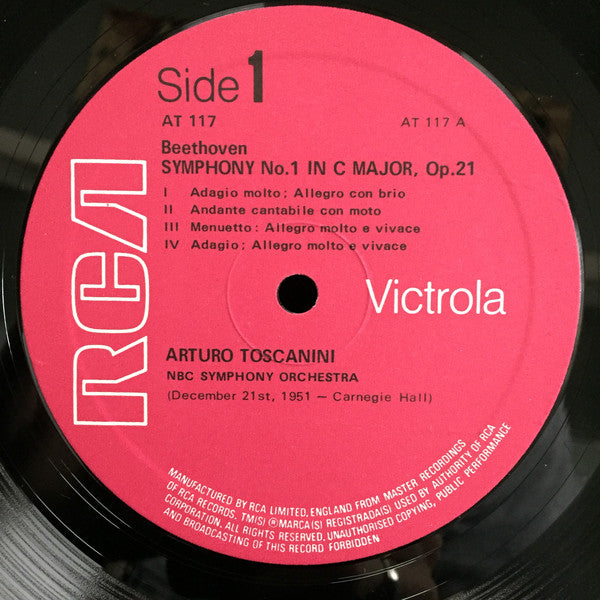 Side 1
AT 117
AT 117 A
Beethoven
SYMPHONY No.1 IN C MAJOR, Op.21
I Adagio molto; Allegro con brio
II Andante cantabile con moto
III Menuetto: Allegro molto e vivace
IV Adagio; Allegro molto e vivace
RCA
Victrola
ARTURO TOSCANINI
NBC SYMPHONY ORCHESTRA
(December 21st, 1951 – Carnegie Hall)
MANUFACTURED BY RCA LIMITED, ENGLAND FROM MASTER RECORDINGS
OF RCA RECORDS, TM(S) ® MARCA(S) REGISTRADA(S) USED BY AUTHORITY OF RCA
CORPORATION. ALL RIGHTS RESERVED. UNAUTHORISED COPYING, PUBLIC PERFORMANCE
AND BROADCASTING OF THIS RECORD FORBIDDEN